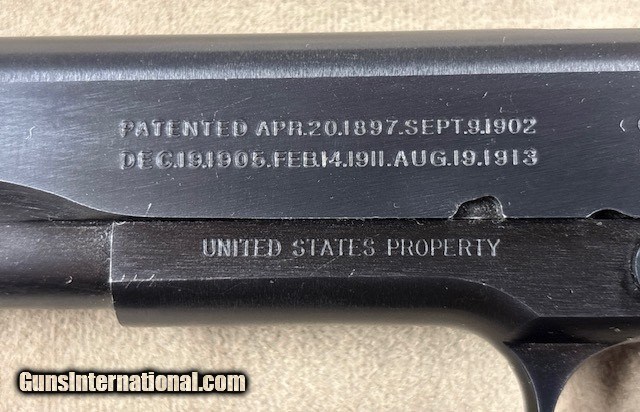 PATENTED APR.20.1897.SEPT.9.1902
DEC.19.1905.FEB.14.1911.AUG.19.1913
UNITED STATES PROPERTY
GunsInternational.com